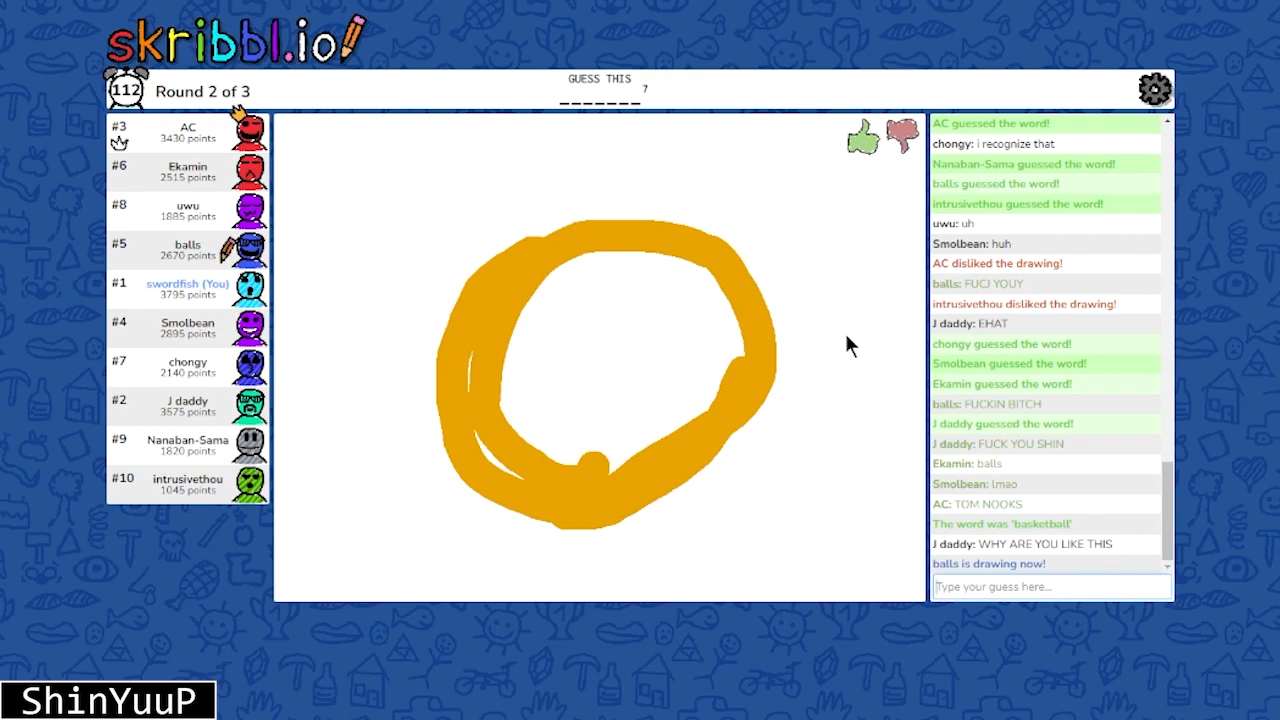 skribbl.io
112
Round 2 of 3
GUESS THIS
_______ 7
#3 AC
3430 points
#6 Ekamin
2515 points
#8 uwu
1885 points
#5 balls
2670 points
#1 swordfish (You)
3795 points
#4 Smolbean
2895 points
#7 chongy
2140 points
#2 J daddy
3575 points
#9 Nanaban-Sama
1820 points
#10 intrusivethou
1045 points
AC guessed the word!
chongy: i recognize that
Nanaban-Sama guessed the word!
balls guessed the word!
intrusivethou guessed the word!
uwu: uh
Smolbean: huh
AC disliked the drawing!
balls: FUCJ YOUY
intrusivethou disliked the drawing!
J daddy: EHAT
chongy guessed the word!
Smolbean guessed the word!
Ekamin guessed the word!
balls: FUCKIN BITCH
J daddy guessed the word!
J daddy: FUCK YOU SHIN
Ekamin: balls
Smolbean: lmao
AC: TOM NOOKS
The word was 'basketball'
J daddy: WHY ARE YOU LIKE THIS
balls is drawing now!
Type your guess here...
ShinYuuP